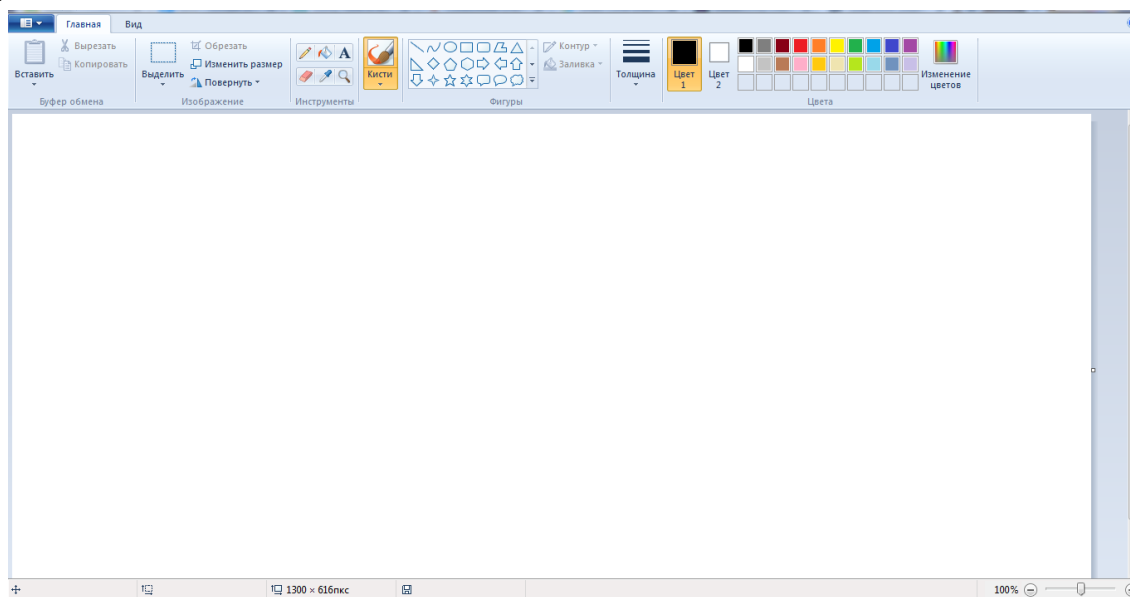 Главная Вид
Вставить
Вырезать
Копировать
Буфер обмена
Выделить
Обрезать
Изменить размер
Повернуть
Изображение
A
Инструменты
Кисти
Фигуры
Контур
Заливка
Толщина
Цвет
1
Цвет
2
Изменение
цветов
Цвета
1300 × 616пкс
100%